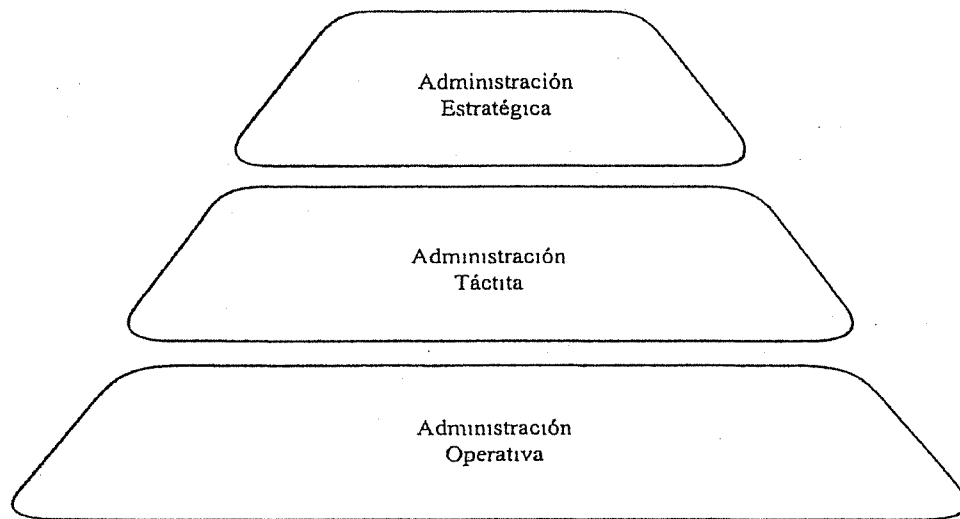 Administración
Estratégica
Administración
Táctita
Administración
Operativa